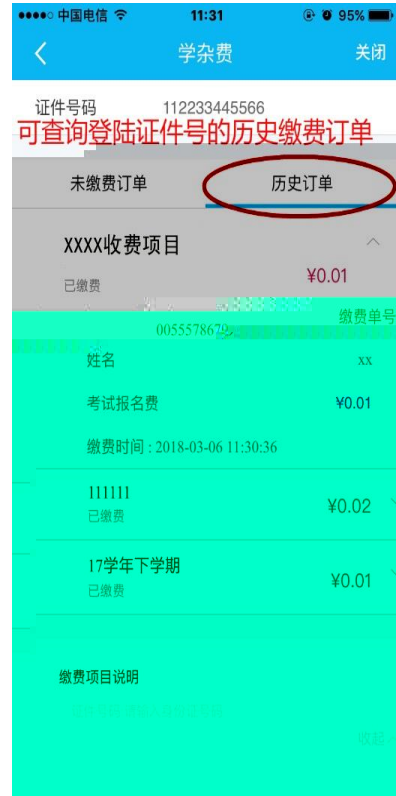 中国电信 11:31 95%
学杂费 关闭
证件号码 112233445566
可查询登陆证件号的历史缴费订单
未缴费订单 历史订单
XXXX收费项目
已缴费 ¥0.01
缴费单号
0055578679
姓名 xx
考试报名费 ¥0.01
缴费时间 : 2018-03-06 11:30:36
111111
已缴费 ¥0.02
17学年下学期
已缴费 ¥0.01
缴费项目说明
收起